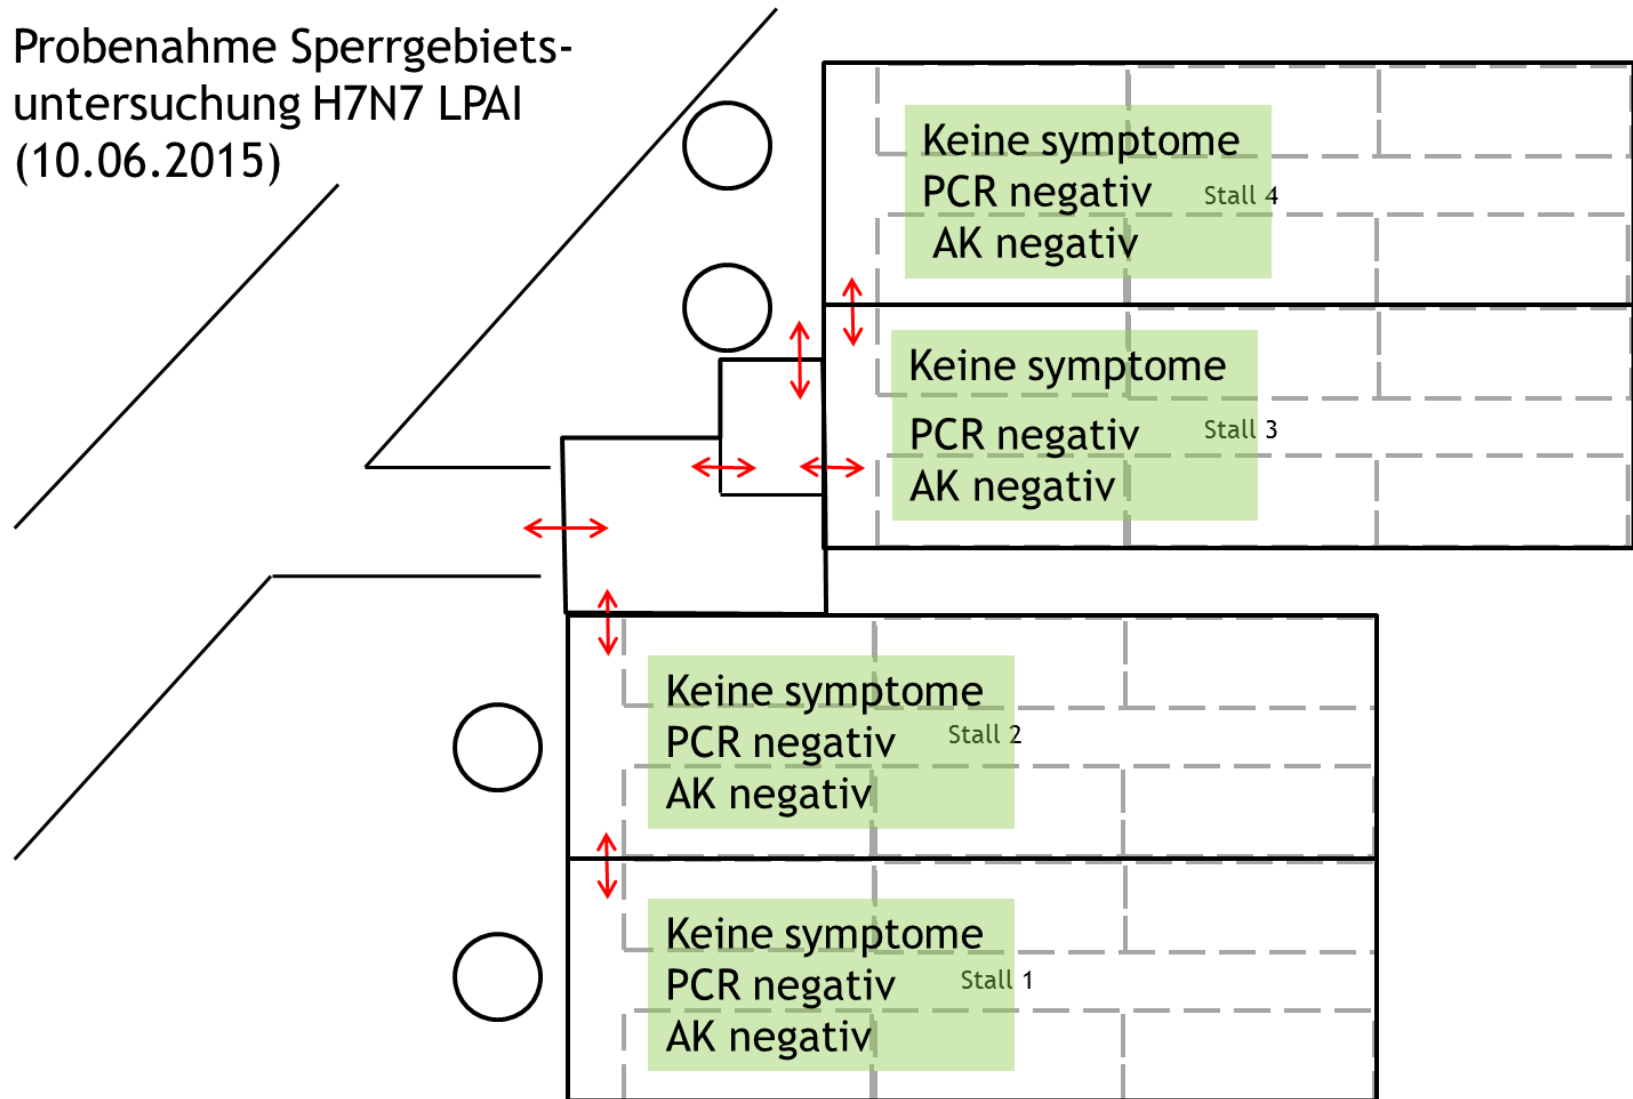 Probenahme Sperrgebiets-
untersuchung H7N7 LPAI
(10.06.2015)
Keine symptome
PCR negativ
Stall 4
AK negativ
Keine symptome
PCR negativ
Stall 3
AK negativ
Keine symptome
PCR negativ
Stall 2
AK negativ
Keine symptome
PCR negativ
Stall 1
AK negativ